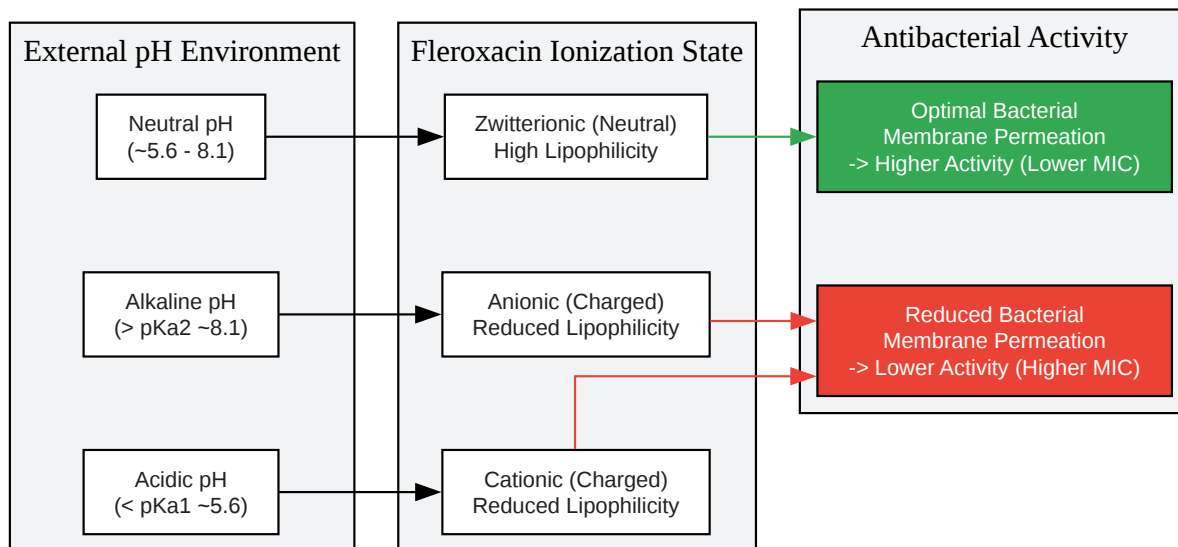 External pH Environment
Fleroxacin Ionization State
Antibacterial Activity
Neutral pH
(~5.6 - 8.1)
Zwitterionic (Neutral)
High Lipophilicity
Optimal Bacterial
Membrane Permeation
-> Higher Activity (Lower MIC)
Alkaline pH
(> pKa2 ~8.1)
Anionic (Charged)
Reduced Lipophilicity
Reduced Bacterial
Membrane Permeation
-> Lower Activity (Higher MIC)
Acidic pH
(< pKa1 ~5.6)
Cationic (Charged)
Reduced Lipophilicity